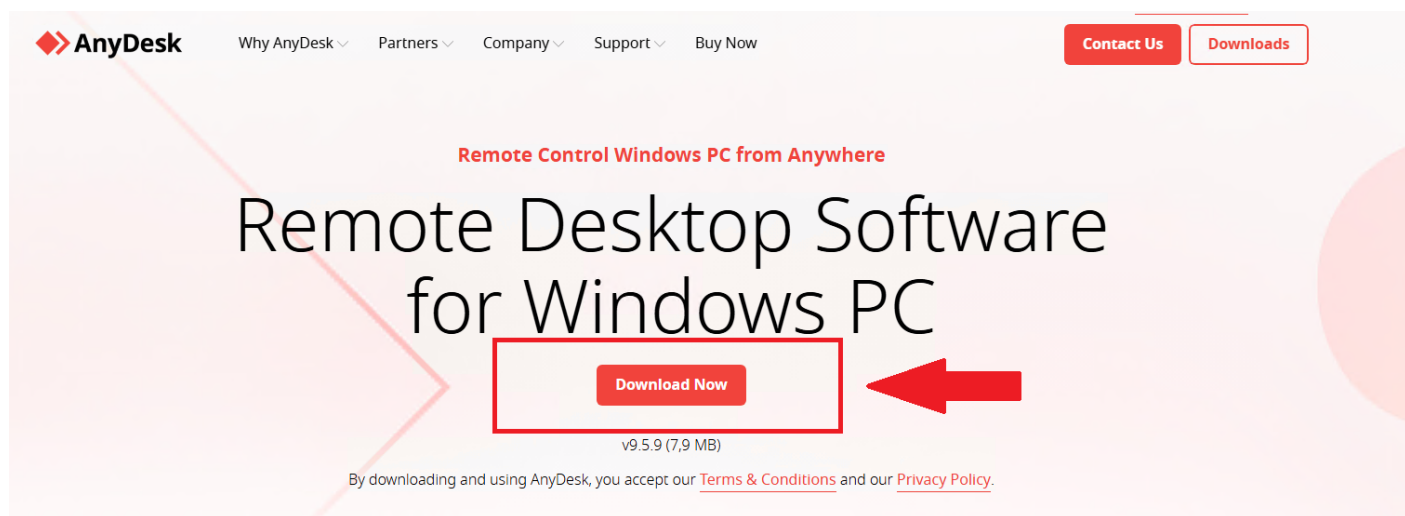 AnyDesk
Why AnyDesk
Partners
Company
Support
Buy Now
Contact Us
Downloads
Remote Control Windows PC from Anywhere
Remote Desktop Software
for Windows PC
Download Now
v9.5.9 (7,9 MB)
By downloading and using AnyDesk, you accept our Terms & Conditions and our Privacy Policy.